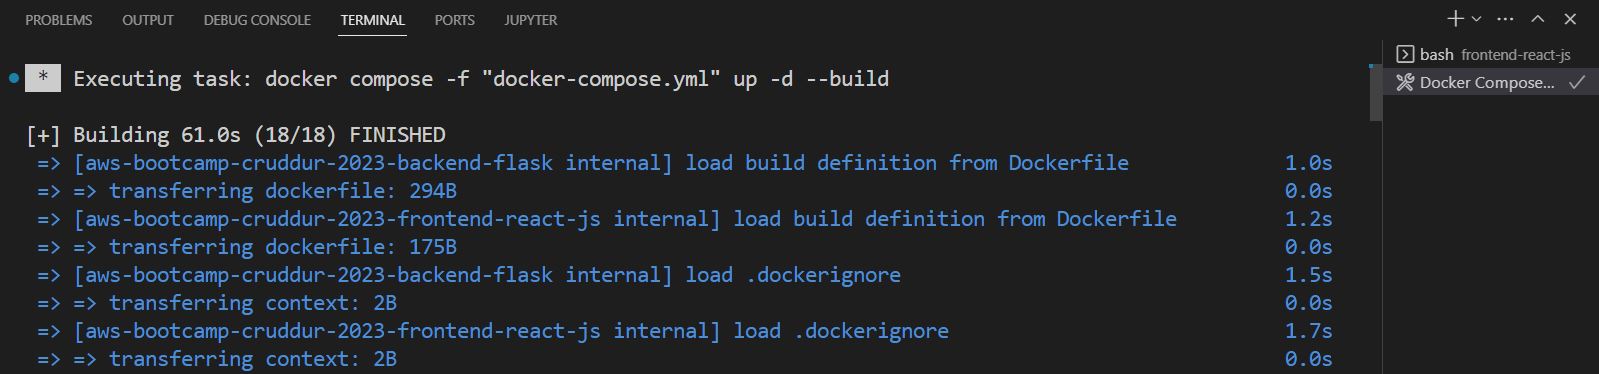 PROBLEMS OUTPUT DEBUG CONSOLE TERMINAL PORTS JUPYTER
* Executing task: docker compose -f "docker-compose.yml" up -d --build
[+] Building 61.0s (18/18) FINISHED
=> [aws-bootcamp-cruddur-2023-backend-flask internal] load build definition from Dockerfile 1.0s
=> => transferring dockerfile: 294B 0.0s
=> [aws-bootcamp-cruddur-2023-frontend-react-js internal] load build definition from Dockerfile 1.2s
=> => transferring dockerfile: 175B 0.0s
=> [aws-bootcamp-cruddur-2023-backend-flask internal] load .dockerignore 1.5s
=> => transferring context: 2B 0.0s
=> [aws-bootcamp-cruddur-2023-frontend-react-js internal] load .dockerignore 1.7s
=> => transferring context: 2B 0.0s
bash frontend-react-js
Docker Compose...